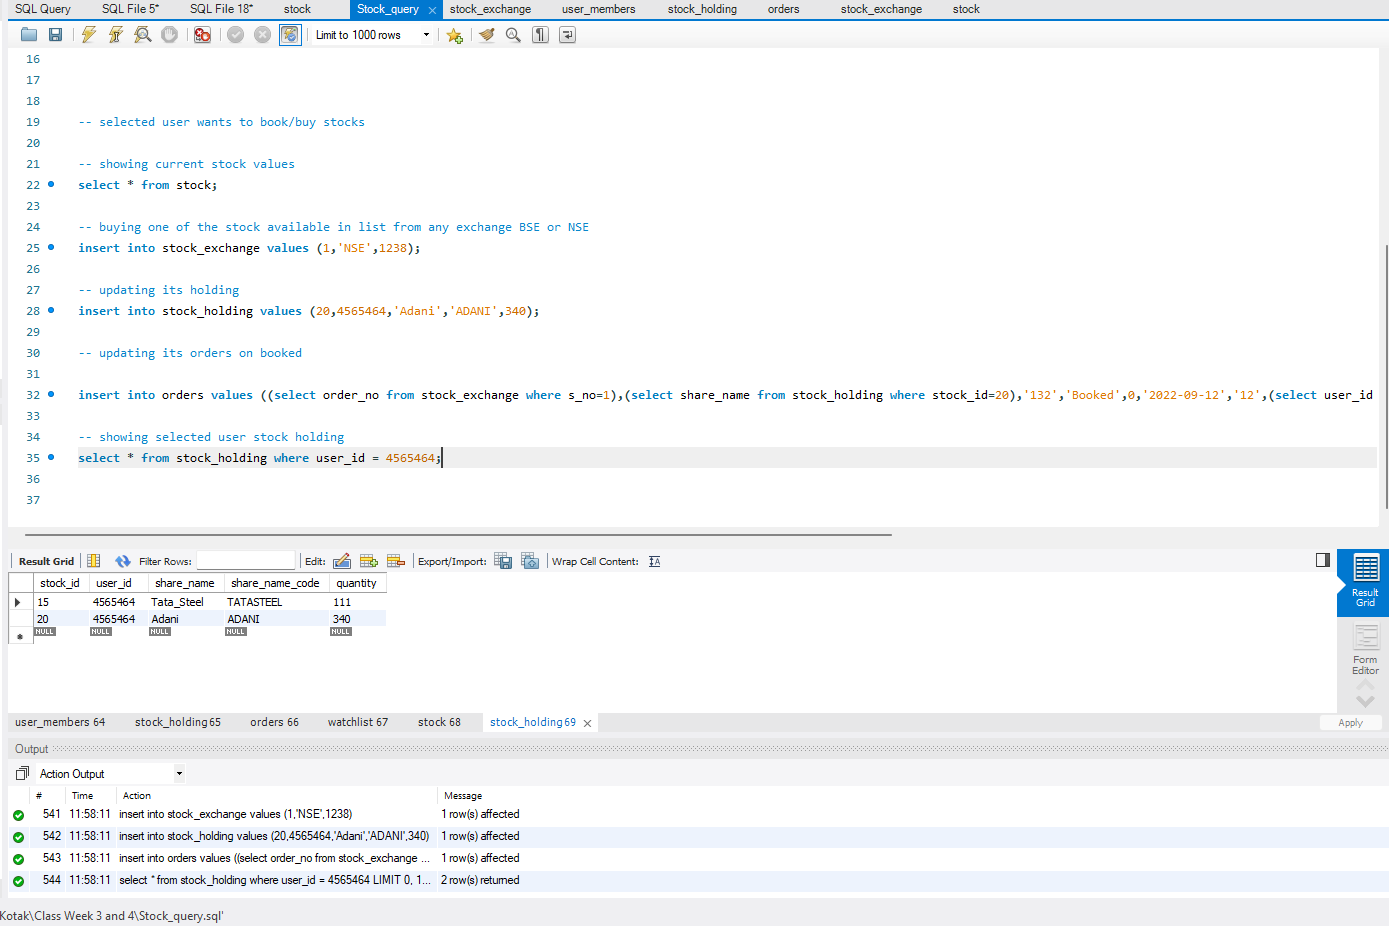 SQL Query SQL File 5* SQL File 18* stock Stock_query stock_exchange user_members stock_holding orders stock_exchange stock
Limit to 1000 rows
16
17
18
19 -- selected user wants to book/buy stocks
20
21 -- showing current stock values
22 select * from stock;
23
24 -- buying one of the stock available in list from any exchange BSE or NSE
25 insert into stock_exchange values (1,'NSE',1238);
26
27 -- updating its holding
28 insert into stock_holding values (20,4565464,'Adani','ADANI',340);
29
30 -- updating its orders on booked
31
32 insert into orders values ((select order_no from stock_exchange where s_no=1),(select share_name from stock_holding where stock_id=20),'132','Booked',0,'2022-09-12','12',(select user_id
33
34 -- showing selected user stock holding
35 select * from stock_holding where user_id = 4565464;
36
37
Result Grid Filter Rows: Edit: Export/Import: Wrap Cell Content:
stock_id user_id share_name share_name_code quantity
15 4565464 Tata_Steel TATASTEEL 111
20 4565464 Adani ADANI 340
NULL NULL NULL NULL NULL
Result
Grid
Form
Editor
user_members 64 stock_holding 65 orders 66 watchlist 67 stock 68 stock_holding 69 Apply
Output
Action Output
# Time Action Message
541 11:58:11 insert into stock_exchange values (1,'NSE',1238) 1 row(s) affected
542 11:58:11 insert into stock_holding values (20,4565464,'Adani','ADANI',340) 1 row(s) affected
543 11:58:11 insert into orders values ((select order_no from stock_exchange ... 1 row(s) affected
544 11:58:11 select * from stock_holding where user_id = 4565464 LIMIT 0, 1... 2 row(s) returned
Kotak\Class Week 3 and 4\Stock_query.sql'